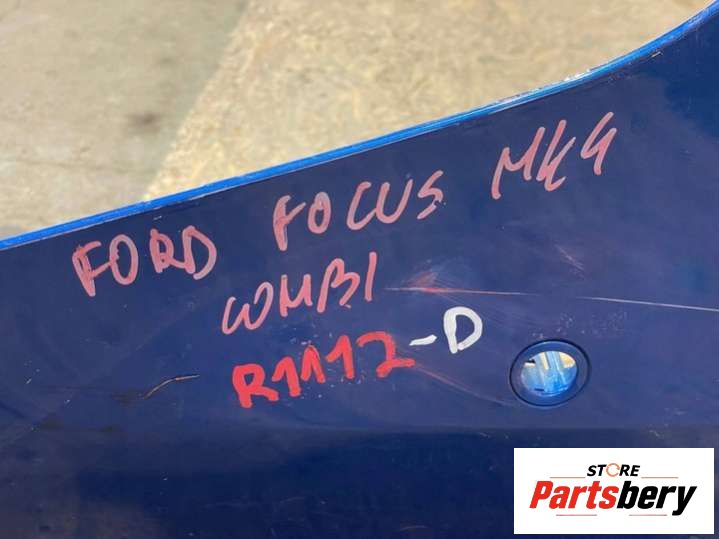 FORD FOCUS MK4
COMBI
R1112-D
STORE
Partsbery